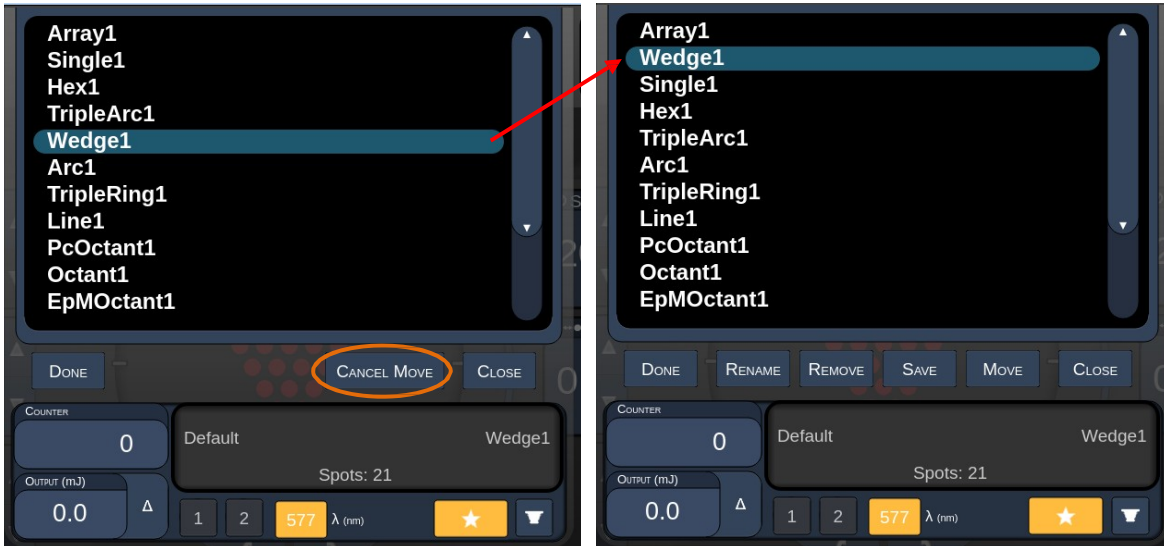 Array1
Single1
Hex1
TripleArc1
Wedge1
Arc1
TripleRing1
Line1
PcOctant1
Octant1
EpMOctant1
DONE CANCEL MOVE CLOSE
COUNTER
0
Default Wedge1
Spots: 21
OUTPUT (mJ)
0.0 Δ
1 2 577 λ (nm)
Array1
Wedge1
Single1
Hex1
TripleArc1
Arc1
TripleRing1
Line1
PcOctant1
Octant1
EpMOctant1
DONE RENAME REMOVE SAVE MOVE CLOSE
COUNTER
0
Default Wedge1
Spots: 21
OUTPUT (mJ)
0.0 Δ
1 2 577 λ (nm)